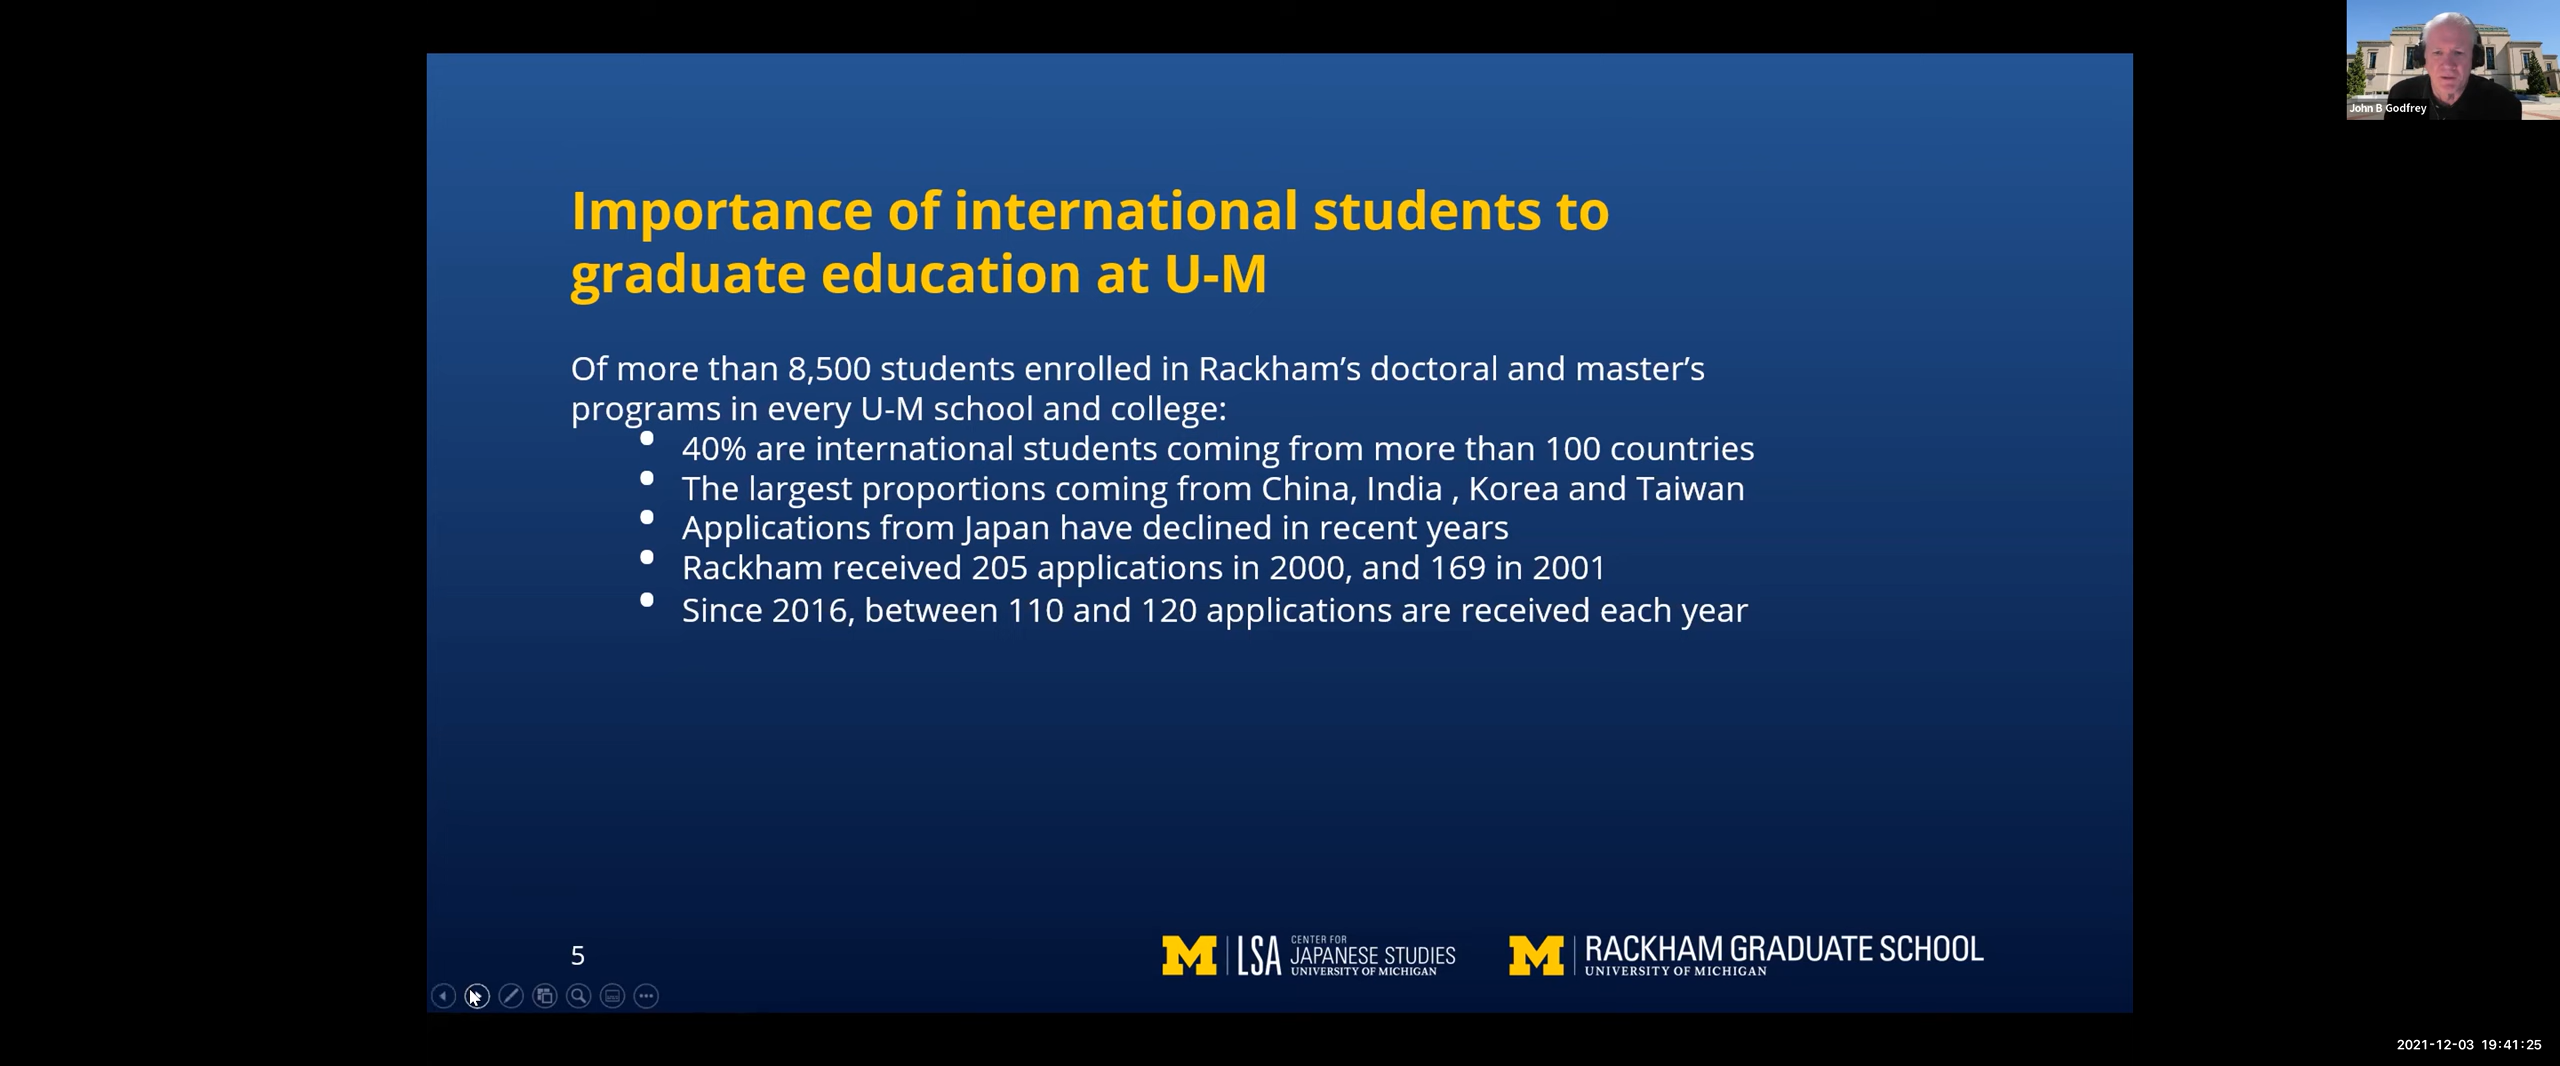 John B Godfrey
Importance of international students to
graduate education at U-M
Of more than 8,500 students enrolled in Rackham’s doctoral and master’s
programs in every U-M school and college:
• 40% are international students coming from more than 100 countries
• The largest proportions coming from China, India , Korea and Taiwan
• Applications from Japan have declined in recent years
• Rackham received 205 applications in 2000, and 169 in 2001
• Since 2016, between 110 and 120 applications are received each year
5
M LSA CENTER FOR
JAPANESE STUDIES
UNIVERSITY OF MICHIGAN
M RACKHAM GRADUATE SCHOOL
UNIVERSITY OF MICHIGAN
2021-12-03 19:41:25